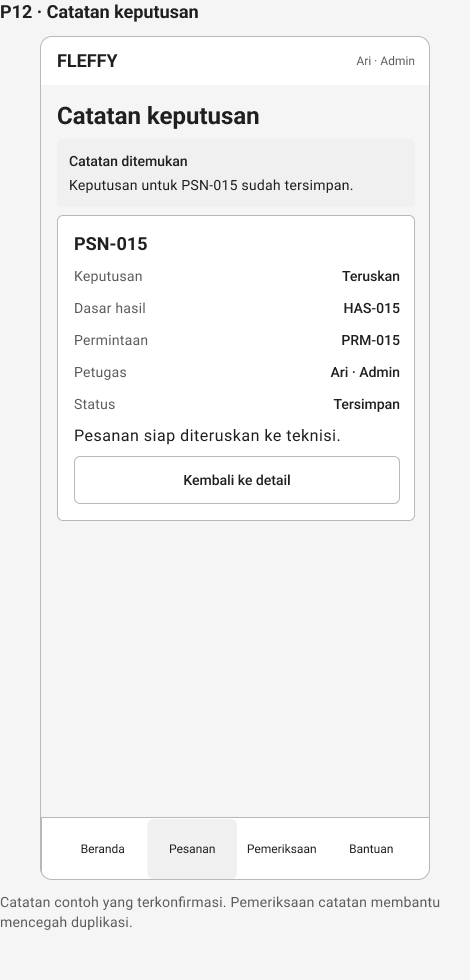 P12 · Catatan keputusan
FLEFFY
Ari · Admin
Catatan keputusan
Catatan ditemukan
Keputusan untuk PSN-015 sudah tersimpan.
PSN-015
Keputusan Teruskan
Dasar hasil HAS-015
Permintaan PRM-015
Petugas Ari · Admin
Status Tersimpan
Pesanan siap diteruskan ke teknisi.
Kembali ke detail
Beranda Pesanan Pemeriksaan Bantuan
Catatan contoh yang terkonfirmasi. Pemeriksaan catatan membantu
mencegah duplikasi.